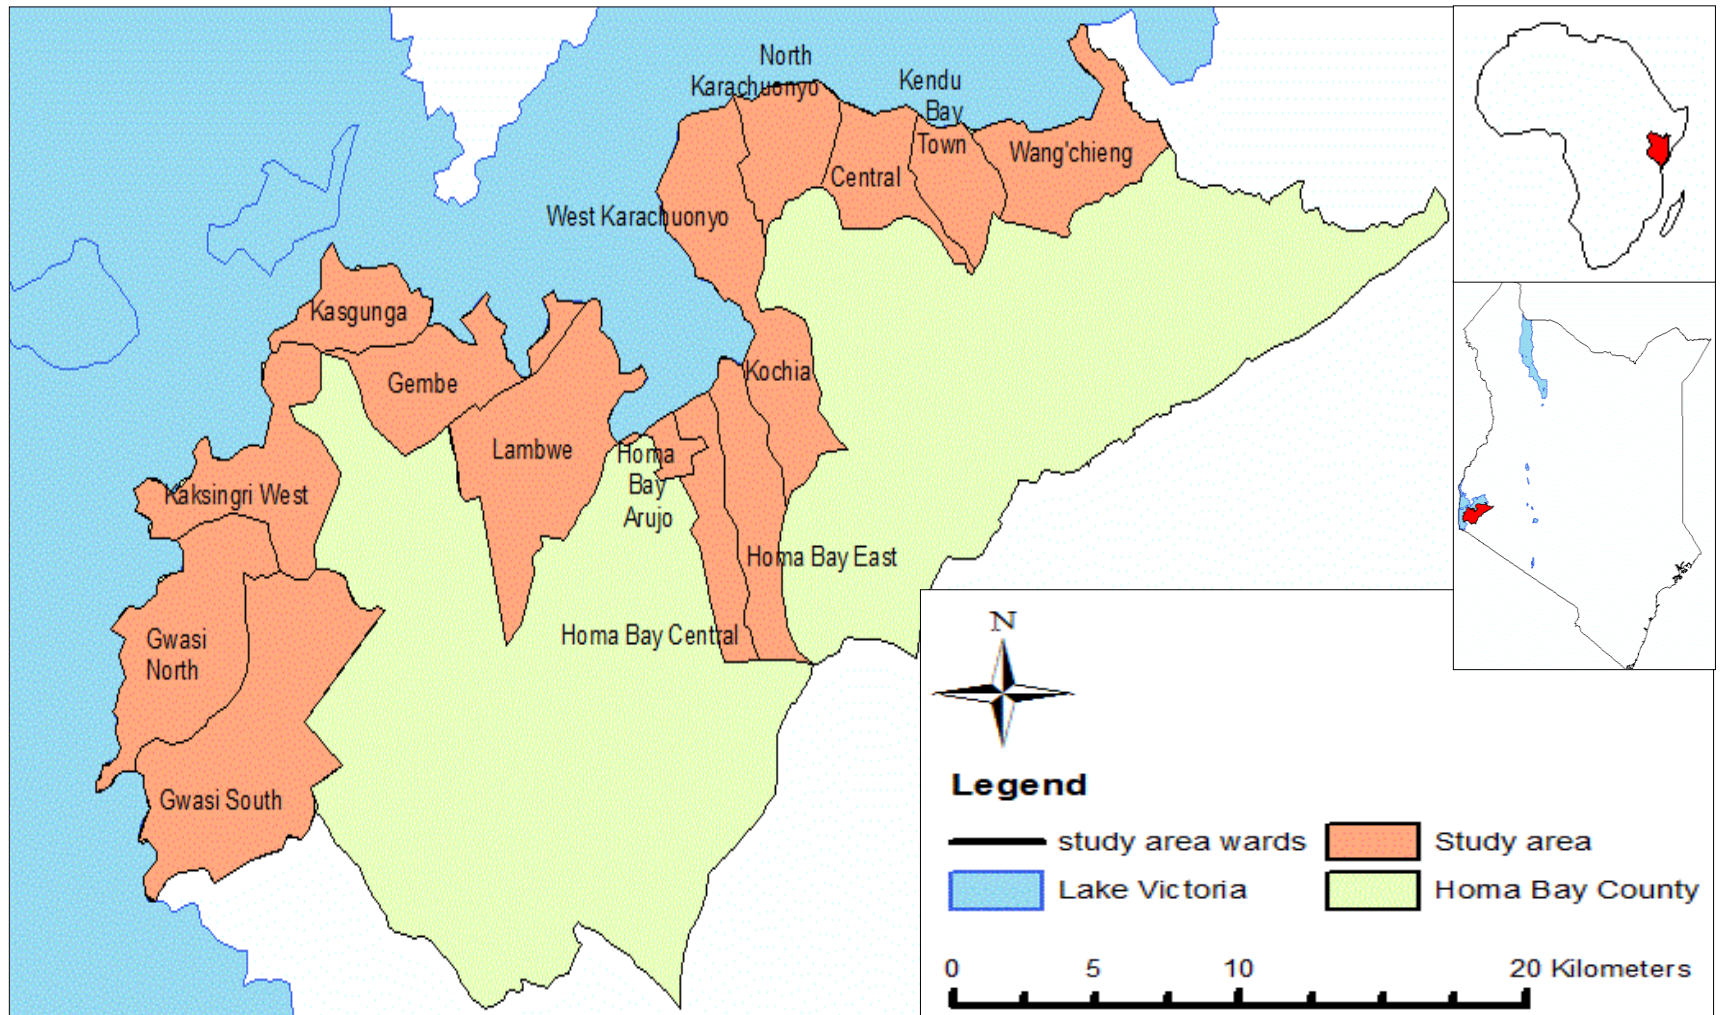 North
Karachuonyo
Kendu
Bay
Town
Wang'chieng
Central
West Karachuonyo
Kasgunga
Kochia
Gembe
Lambwe
Homa
Bay
Arujo
Kaksingri West
Homa Bay East
Homa Bay Central
Gwasi
North
Gwasi South
N
Legend
study area wards
Study area
Lake Victoria
Homa Bay County
0 5 10 20 Kilometers